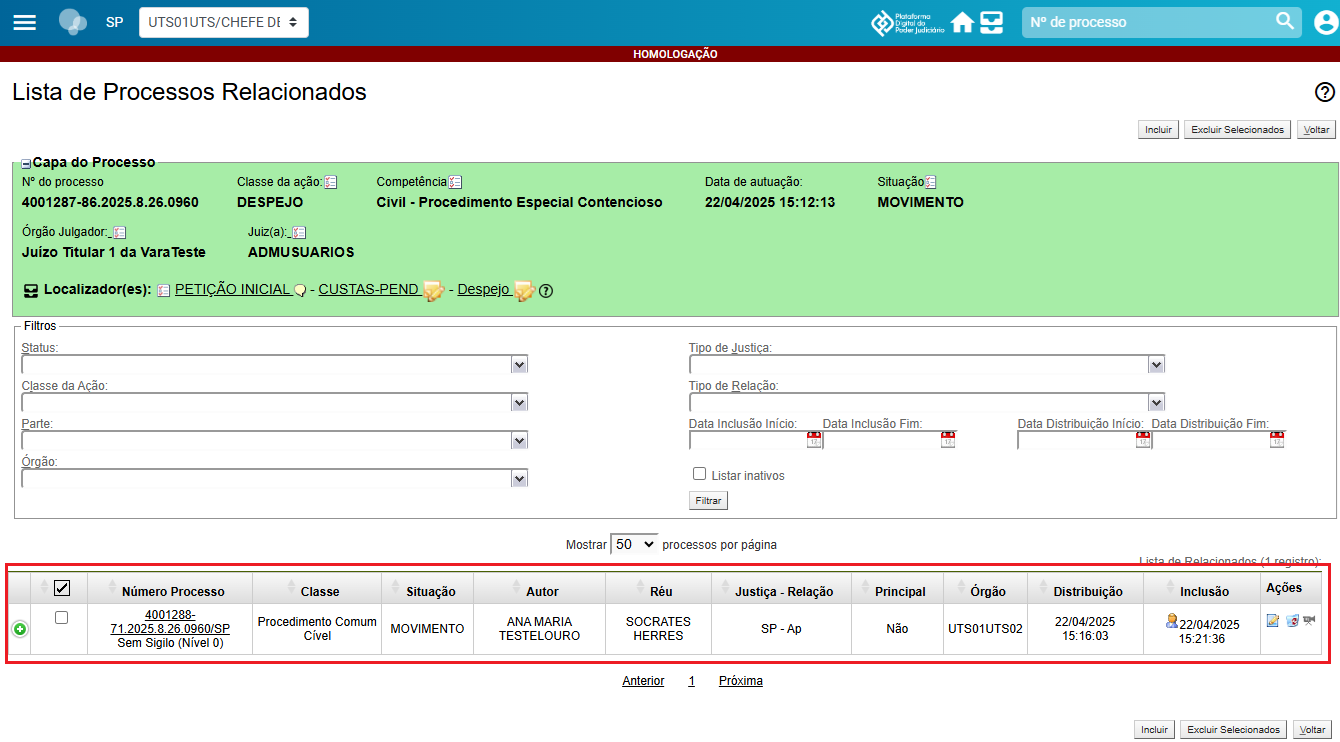 SP UTS01UTS/CHEFE DE Plataforma Digital do Poder Judiciário Nº de processo
HOMOLOGAÇÃO
Lista de Processos Relacionados
Incluir Excluir Selecionados Voltar
Capa do Processo
Nº do processo Classe da ação: Competência Data de autuação: Situação
4001287-86.2025.8.26.0960 DESPEJO Civil - Procedimento Especial Contencioso 22/04/2025 15:12:13 MOVIMENTO
Órgão Julgador: Juiz(a):
Juízo Titular 1 da VaraTeste ADMUSUARIOS
Localizador(es): PETIÇÃO INICIAL - CUSTAS-PEND - Despejo
Filtros
Status: Tipo de Justiça:
Classe da Ação: Tipo de Relação:
Parte: Data Inclusão Início: Data Inclusão Fim: Data Distribuição Início: Data Distribuição Fim:
Órgão:
Listar inativos
Filtrar
Mostrar 50 processos por página
Lista de Relacionados (1 registro):
Número Processo Classe Situação Autor Réu Justiça - Relação Principal Órgão Distribuição Inclusão Ações
4001288-71.2025.8.26.0960/SP Sem Sigilo (Nível 0) Procedimento Comum Cível MOVIMENTO ANA MARIA TESTELOURO SOCRATES HERRES SP - Ap Não UTS01UTS02 22/04/2025 15:16:03 22/04/2025 15:21:36
Anterior 1 Próxima
Incluir Excluir Selecionados Voltar